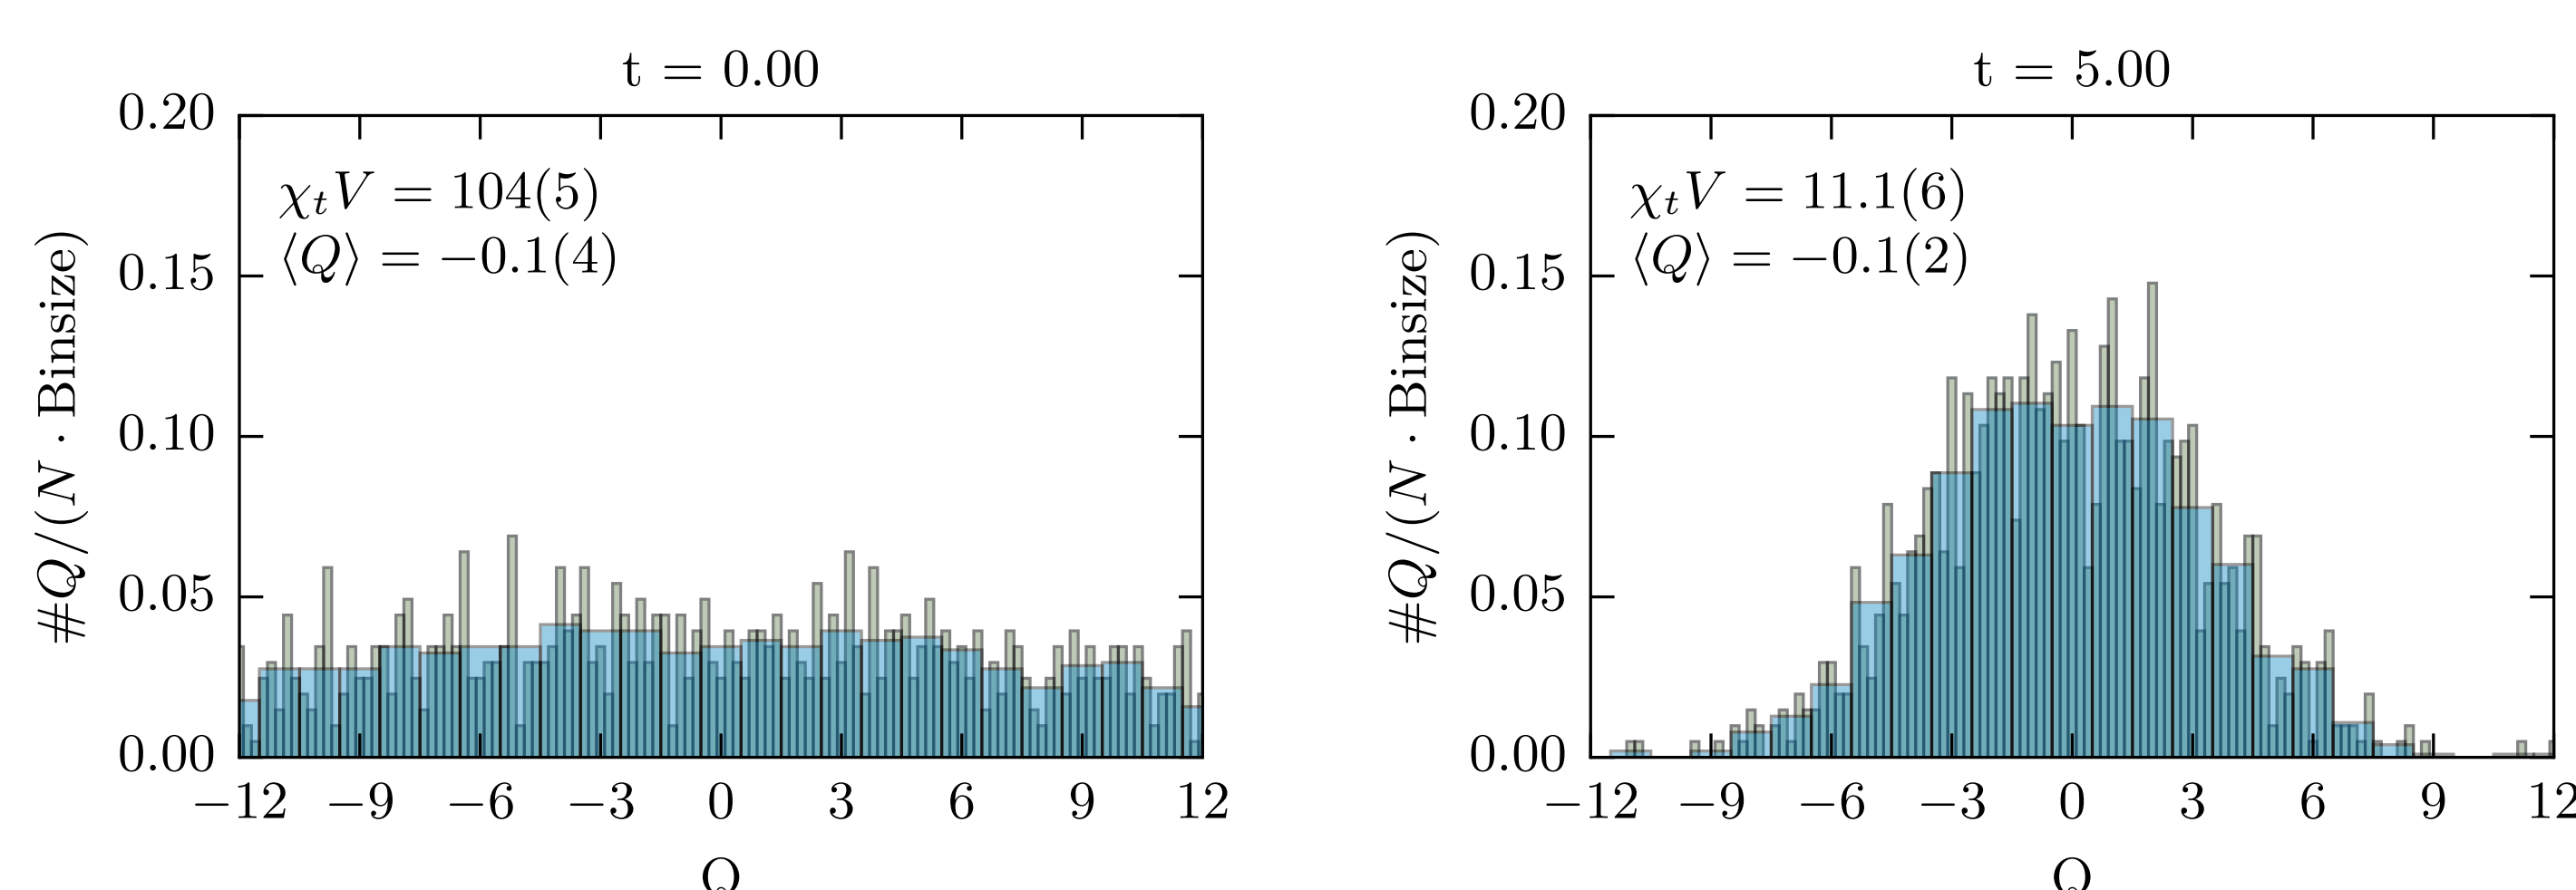 t = 0.00
0.20
0.15
0.10
0.05
0.00
#Q/(N · Binsize)
χₜV = 104(5)
⟨Q⟩ = −0.1(4)
−12 −9 −6 −3 0 3 6 9 12
Q
t = 5.00
0.20
0.15
0.10
0.05
0.00
#Q/(N · Binsize)
χₜV = 11.1(6)
⟨Q⟩ = −0.1(2)
−12 −9 −6 −3 0 3 6 9 12
Q